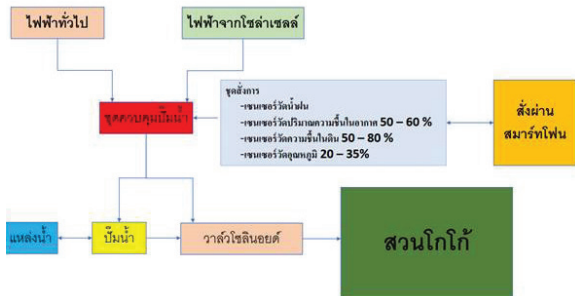 ไฟฟ้าทั่วไป
ไฟฟ้าจากโซล่าเซลล์
ชุดควบคุมปั๊มน้ำ
ชุดสั่งการ
-เซนเซอร์วัดน้ำฝน
-เซนเซอร์วัดปริมาณความชื้นในอากาศ 50 – 60 %
-เซนเซอร์วัดความชื้นในดิน 50 – 80 %
-เซนเซอร์วัดอุณหภูมิ 20 – 35%
สั่งผ่าน
สมาร์ทโฟน
แหล่งน้ำ
ปั๊มน้ำ
วาล์วโซลินอยด์
สวนโกโก้